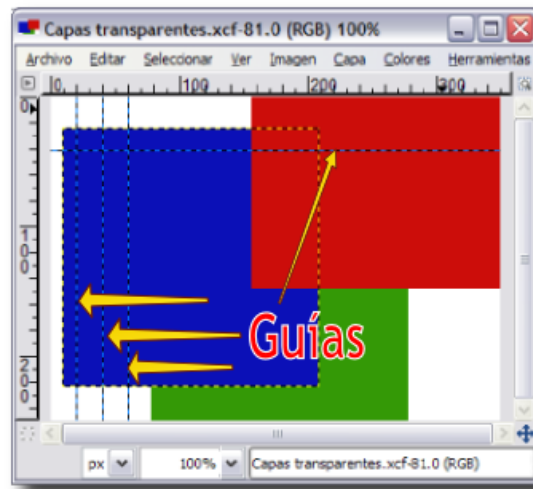 Capas transparentes.xcf-81.0 (RGB) 100%
Archivo Editar Seleccionar Ver Imagen Capa Colores Herramientas
0 100 200 300
0
100
200
Guías
px 100% Capas transparentes.xcf-81.0 (RGB)